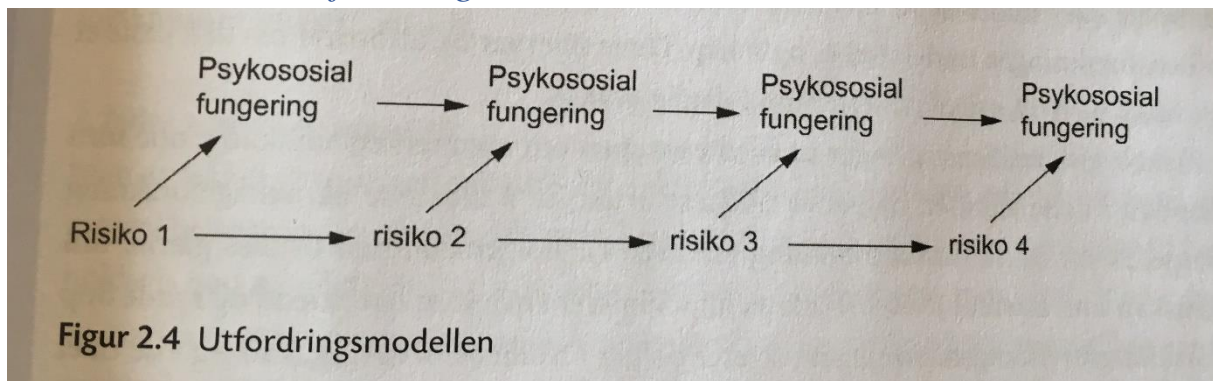 Psykososial
fungering
Psykososial
fungering
Psykososial
fungering
Psykososial
fungering
Risiko 1
risiko 2
risiko 3
risiko 4
Figur 2.4 Utfordringsmodellen